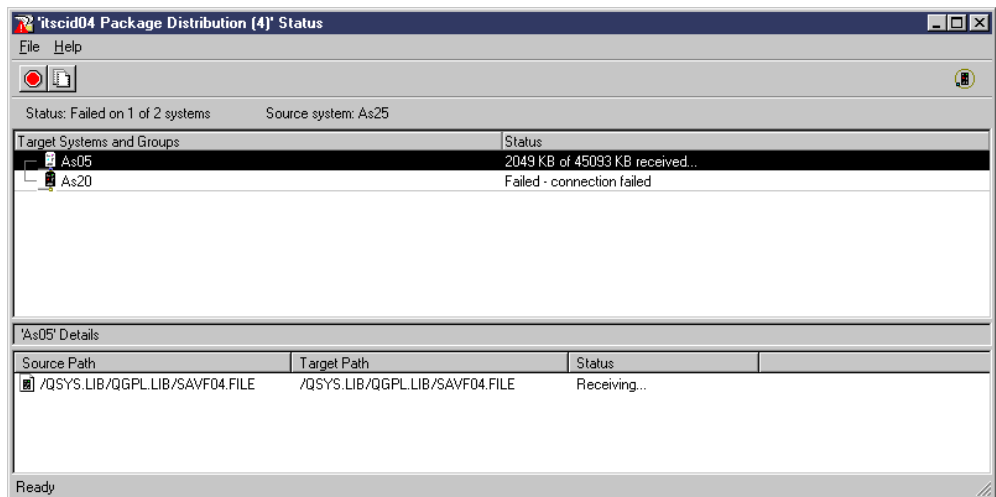 'itscid04 Package Distribution (4)' Status
File Help
Status: Failed on 1 of 2 systems Source system: As25
Target Systems and Groups Status
As05 2049 KB of 45093 KB received...
As20 Failed - connection failed
'As05' Details
Source Path Target Path Status
/QSYS.LIB/QGPL.LIB/SAVF04.FILE /QSYS.LIB/QGPL.LIB/SAVF04.FILE Receiving...
Ready